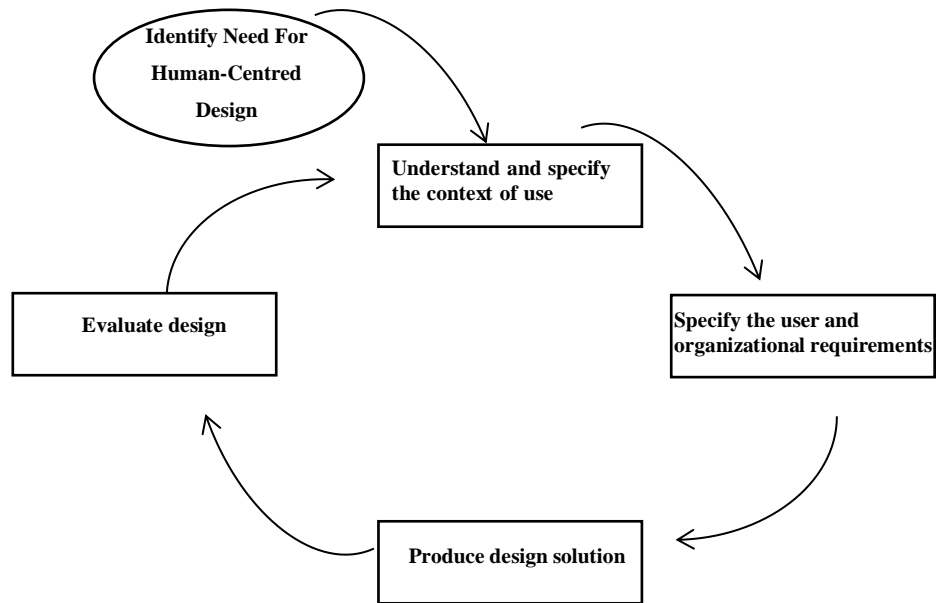 Identify Need For
Human-Centred
Design
Understand and specify
the context of use
Evaluate design
Specify the user and
organizational requirements
Produce design solution